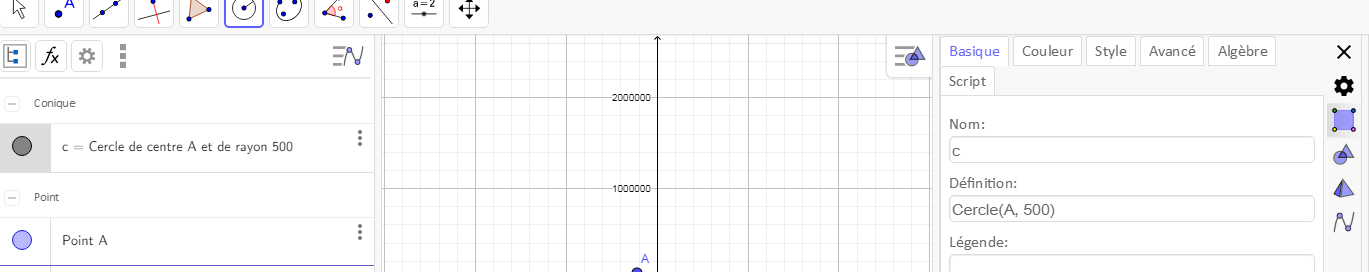 A
α
a=2
fx
Basique Couleur Style Avancé Algèbre
Script
Conique
c = Cercle de centre A et de rayon 500
Point
Point A
2000000
1000000
A
Nom:
c
Définition:
Cercle(A, 500)
Légende: